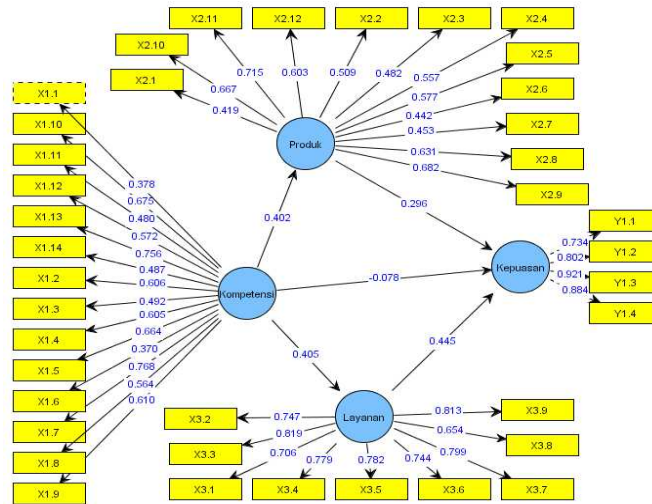 X2.11
X2.12
X2.2
X2.3
X2.4
X2.10
X2.5
X2.1
X2.6
X2.7
X2.8
X2.9
0.715
0.603
0.509
0.482
0.557
0.667
0.577
0.419
0.442
0.453
0.631
0.682
Produk
X1.1
X1.10
X1.11
X1.12
X1.13
X1.14
X1.2
X1.3
X1.4
X1.5
X1.6
X1.7
X1.8
X1.9
0.378
0.675
0.480
0.572
0.756
0.487
0.606
0.492
0.605
0.664
0.370
0.768
0.564
0.610
Kompetensi
0.402
0.296
-0.078
0.405
0.445
Kepuasan
0.734
0.802
0.921
0.884
Y1.1
Y1.2
Y1.3
Y1.4
Layanan
X3.2
0.747
0.813
X3.9
X3.3
0.819
0.654
X3.8
0.706
0.779
0.782
0.744
0.799
X3.1
X3.4
X3.5
X3.6
X3.7